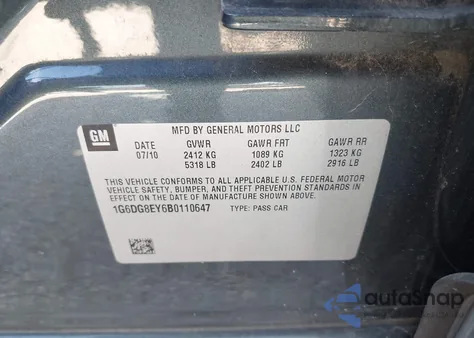 GM
MFD BY GENERAL MOTORS LLC
DATE GVWR GAWR FRT GAWR RR
07/10 2412 KG 1089 KG 1323 KG
5318 LB 2402 LB 2916 LB
THIS VEHICLE CONFORMS TO ALL APPLICABLE U.S. FEDERAL MOTOR
VEHICLE SAFETY, BUMPER, AND THEFT PREVENTION STANDARDS IN
EFFECT ON THE DATE OF MANUFACTURE SHOWN ABOVE.
1G6DG8EY6B0110647 TYPE: PASS CAR
autoSnap